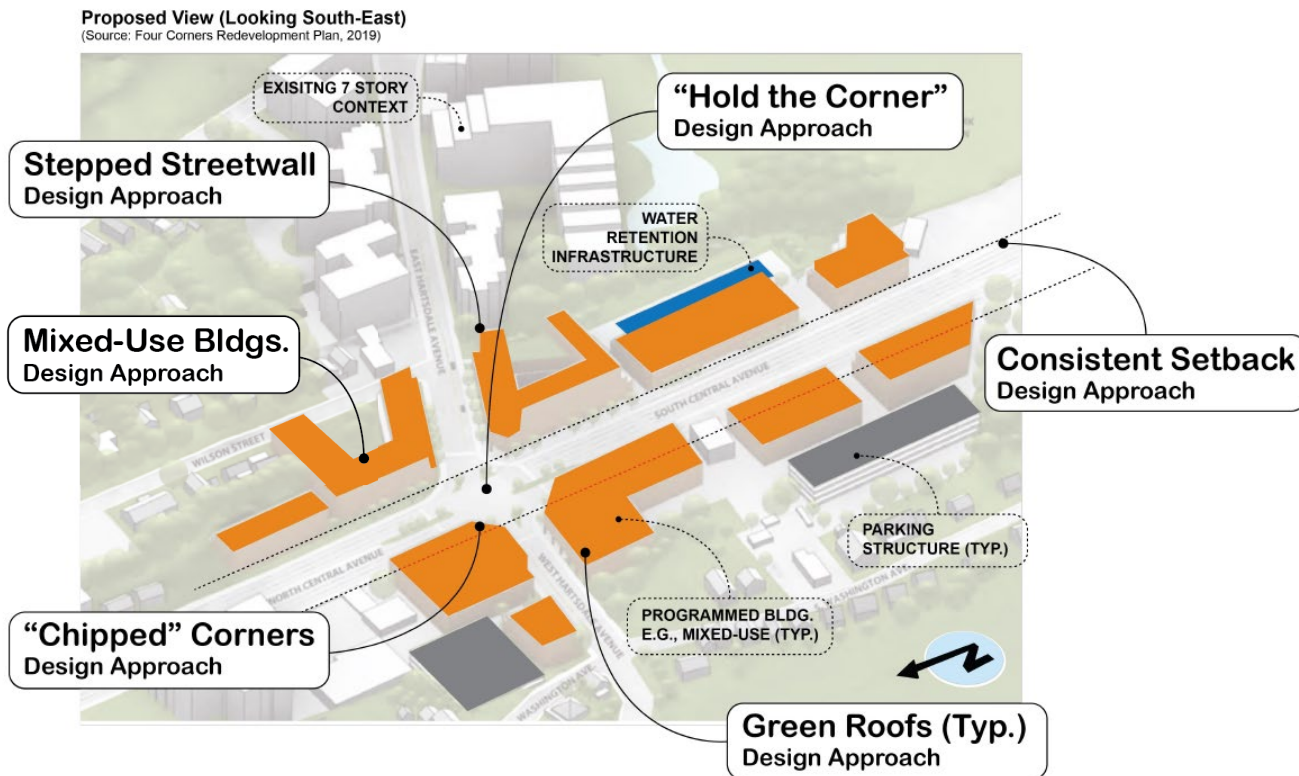 Proposed View (Looking South-East)
(Source: Four Corners Redevelopment Plan, 2019)
EXISITNG 7 STORY
CONTEXT
“Hold the Corner”
Design Approach
Stepped Streetwall
Design Approach
WATER
RETENTION
INFRASTRUCTURE
EAST HARTSDALE AVENUE
Mixed-Use Bldgs.
Design Approach
Consistent Setback
Design Approach
SOUTH CENTRAL AVENUE
WILSON STREET
NORTH CENTRAL AVENUE
WEST HARTSDALE AVENUE
PARKING
STRUCTURE (TYP.)
S. WASHINGTON AVE.
PROGRAMMED BLDG.
E.G., MIXED-USE (TYP.)
“Chipped” Corners
Design Approach
WASHINGTON AVE.
N
Green Roofs (Typ.)
Design Approach